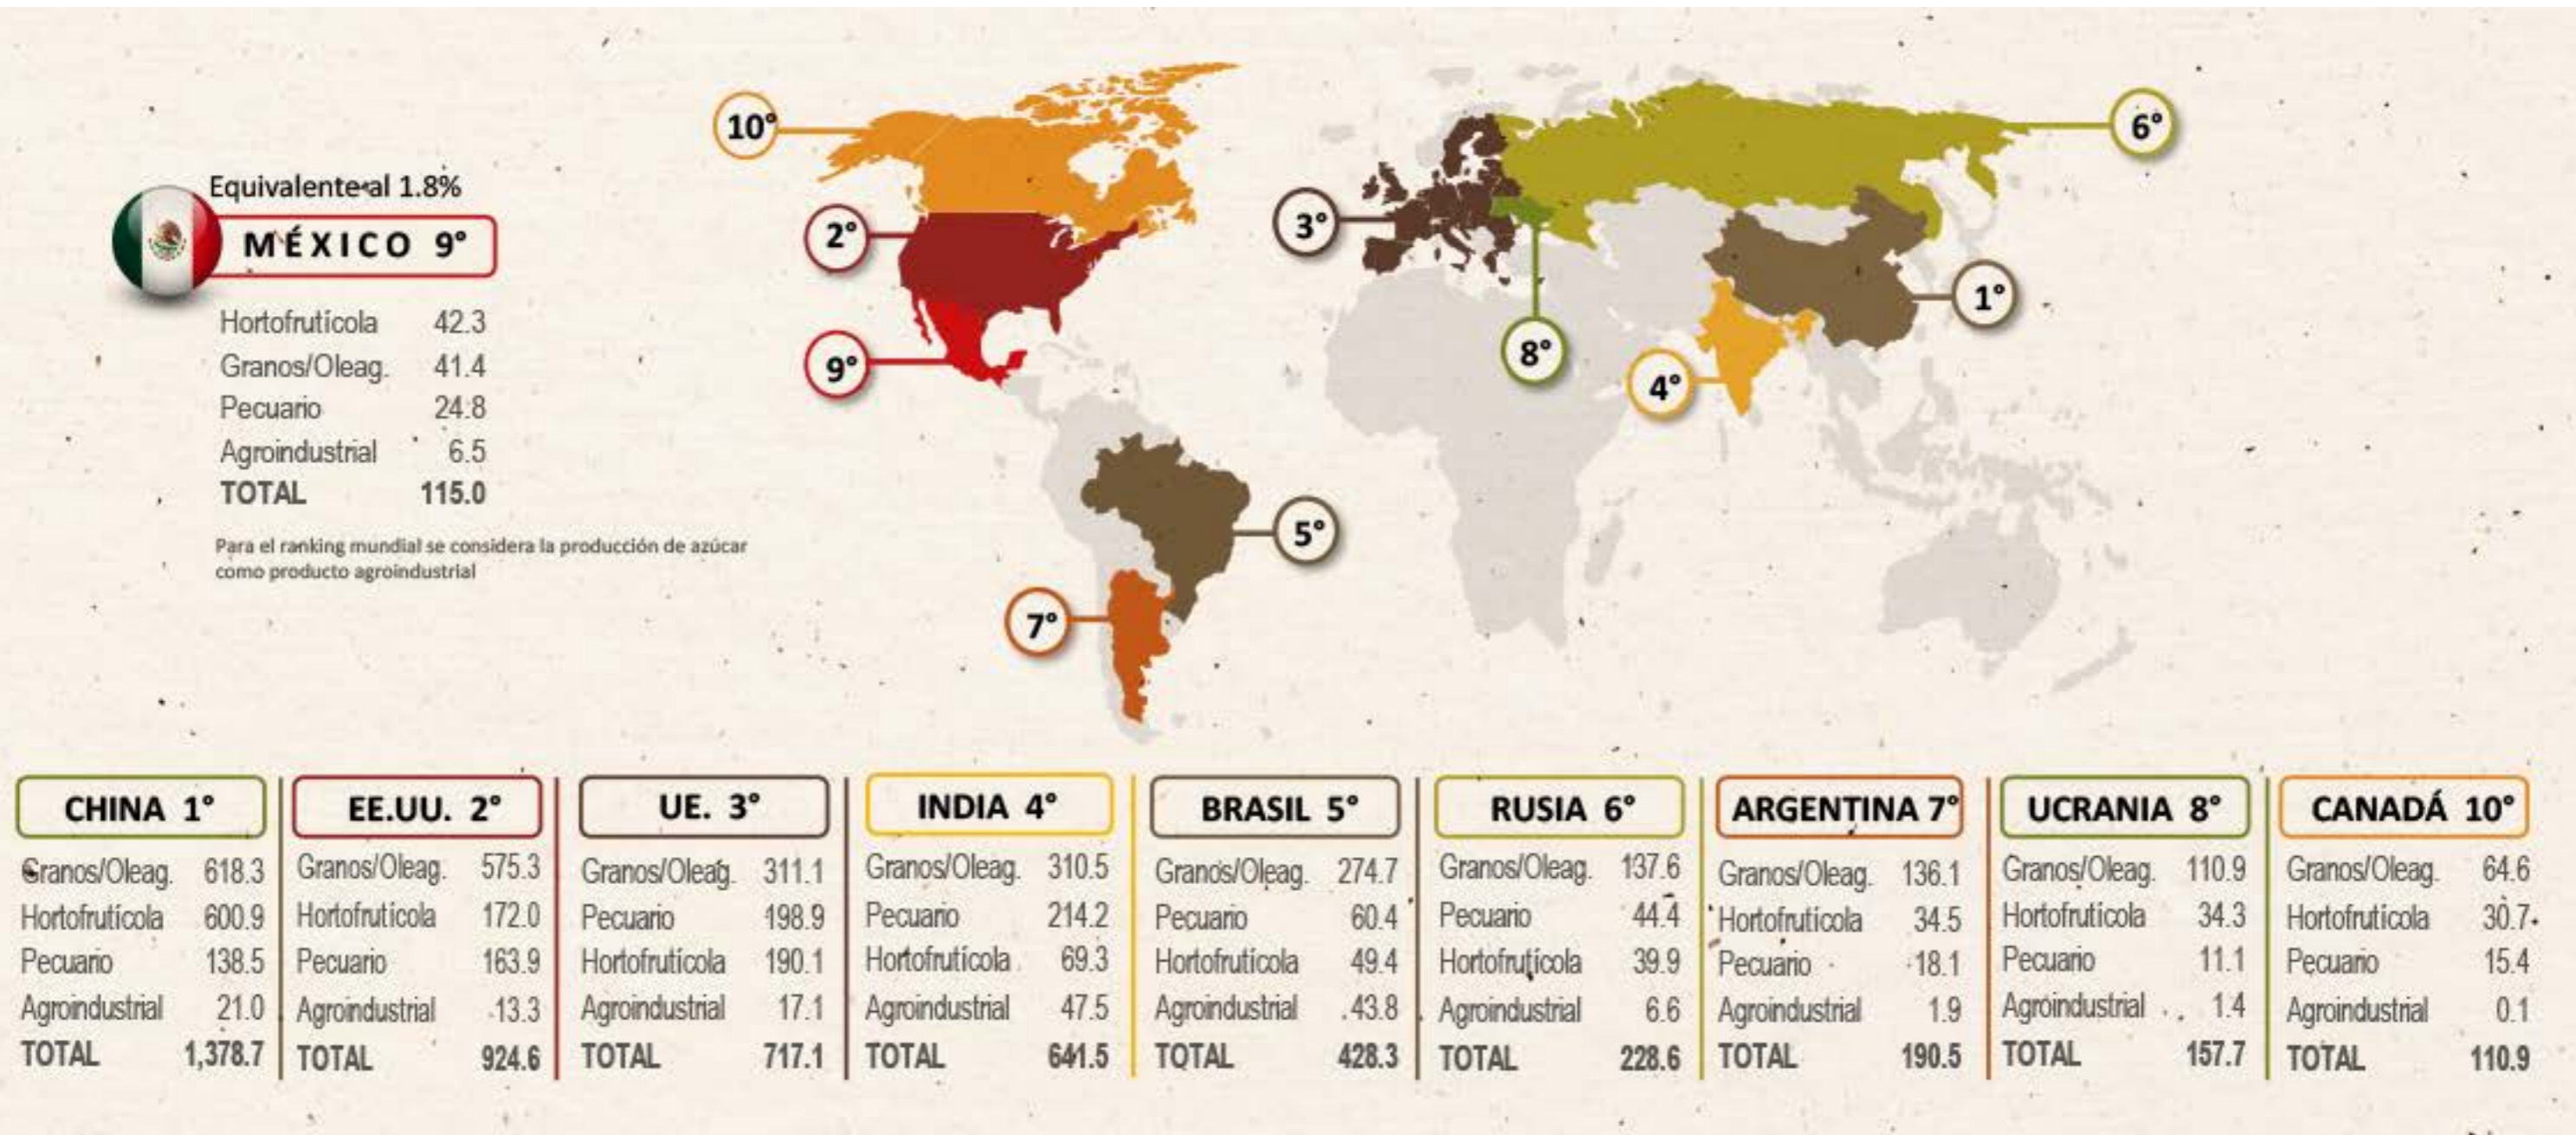 10°
6°
Equivalente al 1.8%
MÉXICO 9°
2°
3°
1°
Hortofrutícola 42.3
8°
Granos/Oleag. 41.4
9°
4°
Pecuario 24.8
Agroindustrial 6.5
TOTAL 115.0
5°
Para el ranking mundial se considera la producción de azúcar
como producto agroindustrial
7°
CHINA 1°
Granos/Oleag. 618.3
Hortofrutícola 600.9
Pecuario 138.5
Agroindustrial 21.0
TOTAL 1,378.7
EE.UU. 2°
Granos/Oleag. 575.3
Hortofrutícola 172.0
Pecuario 163.9
Agroindustrial 13.3
TOTAL 924.6
UE. 3°
Granos/Oleag. 311.1
Pecuario 198.9
Hortofrutícola 190.1
Agroindustrial 17.1
TOTAL 717.1
INDIA 4°
Granos/Oleag. 310.5
Pecuario 214.2
Hortofrutícola 69.3
Agroindustrial 47.5
TOTAL 641.5
BRASIL 5°
Granos/Oleag. 274.7
Pecuario 60.4
Hortofrutícola 49.4
Agroindustrial 43.8
TOTAL 428.3
RUSIA 6°
Granos/Oleag. 137.6
Pecuario 44.4
Hortofrutícola 39.9
Agroindustrial 6.6
TOTAL 228.6
ARGENTINA 7°
Granos/Oleag. 136.1
Hortofrutícola 34.5
Pecuario 18.1
Agroindustrial 1.9
TOTAL 190.5
UCRANIA 8°
Granos/Oleag. 110.9
Hortofrutícola 34.3
Pecuario 11.1
Agroindustrial 1.4
TOTAL 157.7
CANADÁ 10°
Granos/Oleag. 64.6
Hortofrutícola 30.7
Pecuario 15.4
Agroindustrial 0.1
TOTAL 110.9